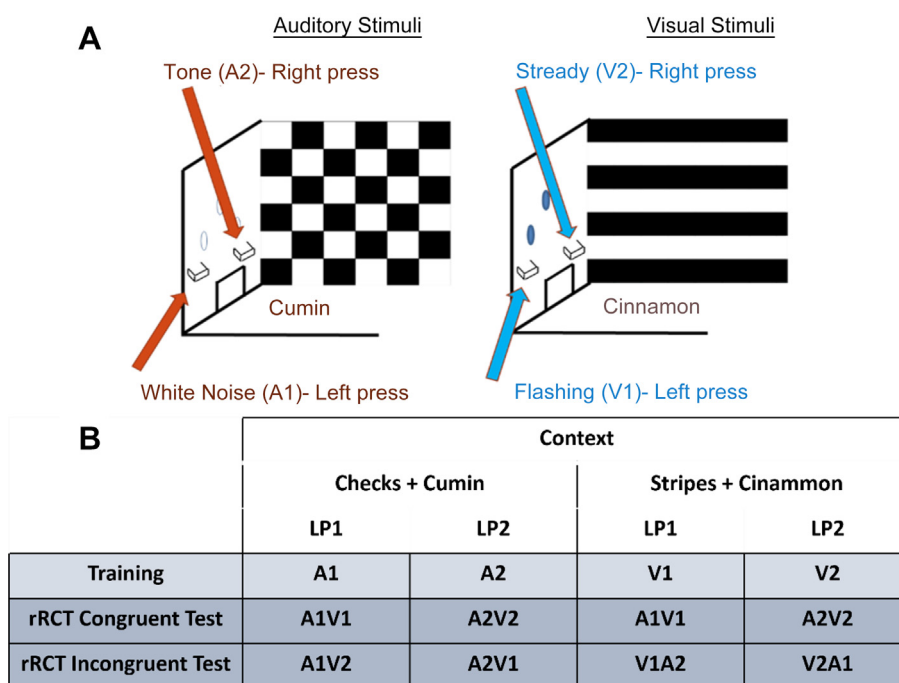 A
Auditory Stimuli
Visual Stimuli
Tone (A2)- Right press
Stready (V2)- Right press
Cumin
Cinnamon
White Noise (A1)- Left press
Flashing (V1)- Left press
B
Context
Checks + Cumin
Stripes + Cinammon
LP1 LP2 LP1 LP2
Training A1 A2 V1 V2
rRCT Congruent Test A1V1 A2V2 A1V1 A2V2
rRCT Incongruent Test A1V2 A2V1 V1A2 V2A1